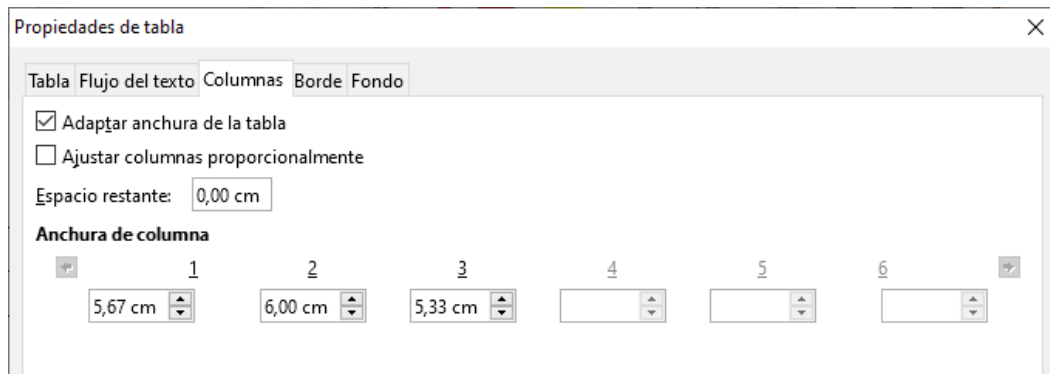 Propiedades de tabla
Tabla Flujo del texto Columnas Borde Fondo
Adaptar anchura de la tabla
Ajustar columnas proporcionalmente
Espacio restante: 0,00 cm
Anchura de columna
1 2 3 4 5 6
5,67 cm 6,00 cm 5,33 cm